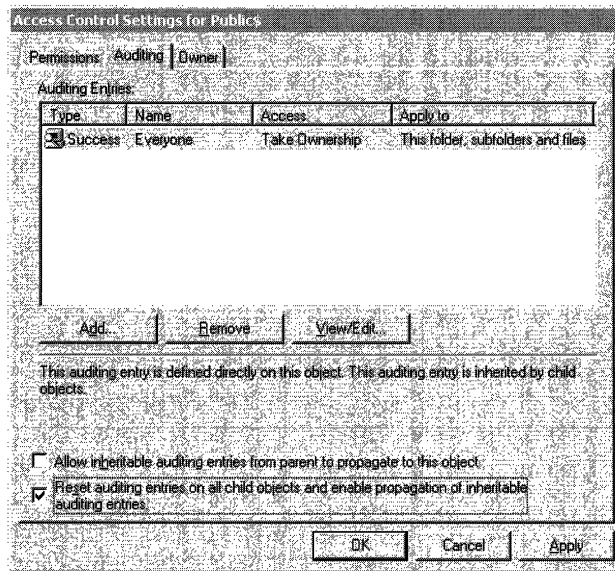 Access Control Settings for Publics
Permissions Auditing Owner
Auditing Entries:
Type Name Access Apply to
Success Everyone Take Ownership This folder, subfolders and files
Add... Remove View/Edit...
This auditing entry is defined directly on this object. This auditing entry is inherited by child
objects.
Allow inheritable auditing entries from parent to propagate to this object.
Reset auditing entries on all child objects and enable propagation of inheritable
auditing entries.
OK Cancel Apply